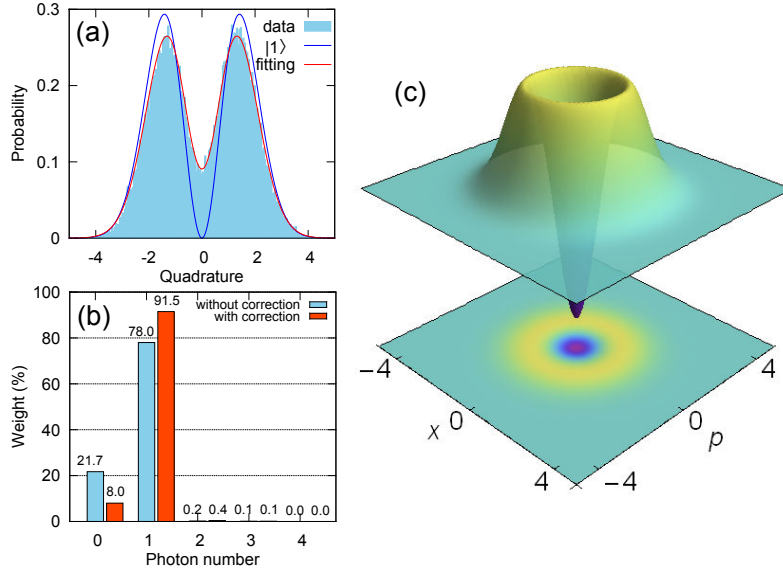 (a)
data
|1⟩
fitting
0.3
0.2
0.1
0
Probability
-4 -2 0 2 4
Quadrature
(b)
without correction
with correction
100
80
60
40
20
0
Weight (%)
21.7 8.0 78.0 91.5 0.2 0.4 0.1 0.1 0.0 0.0
0 1 2 3 4
Photon number
(c)
−4 0 4
x
−4 0 4
p